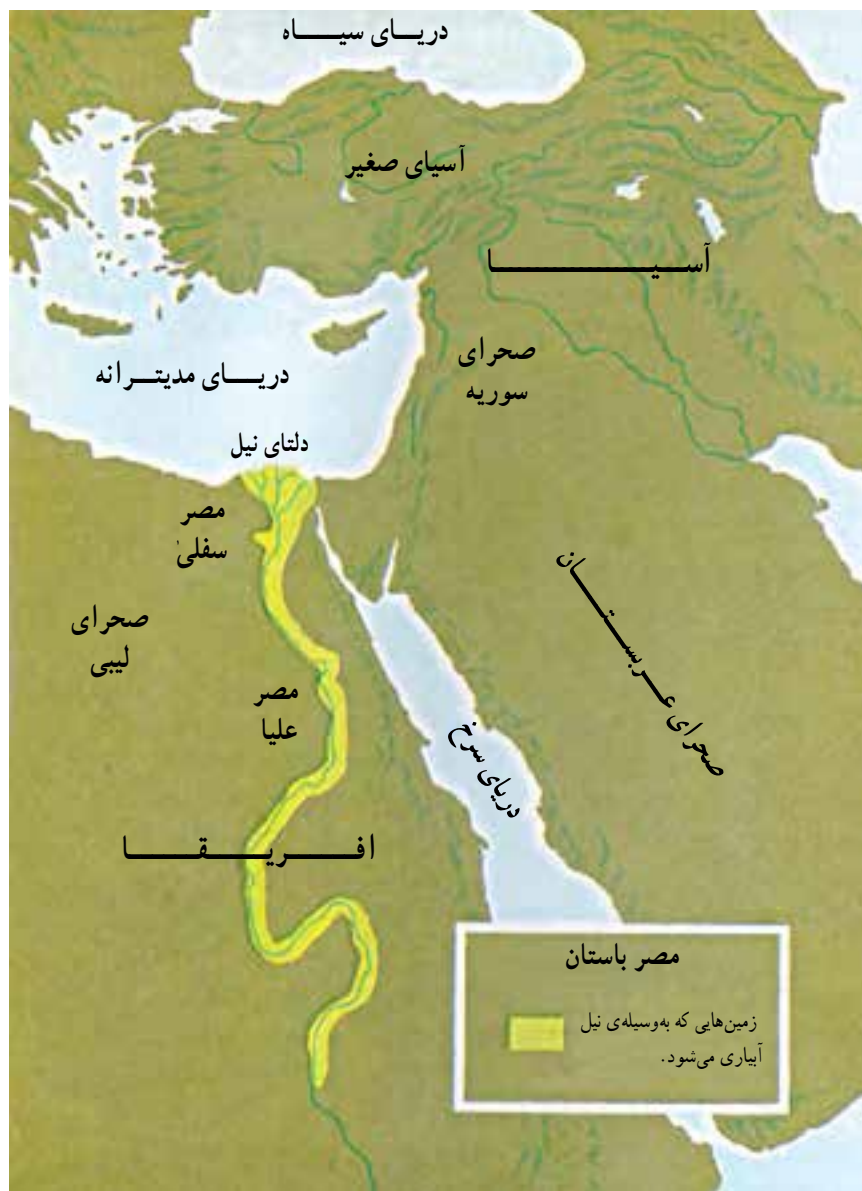 دریای سیاه
آسیای صغیر
آسیا
صحرای
سوریه
دریای مدیترانه
دلتای نیل
مصر
سفلیٰ
صحرای عربستان
صحرای
لیبی
مصر
علیا
دریای سرخ
افریقا
مصر باستان
زمین‌هایی که به‌وسیله‌ی نیل
آبیاری می‌شود.